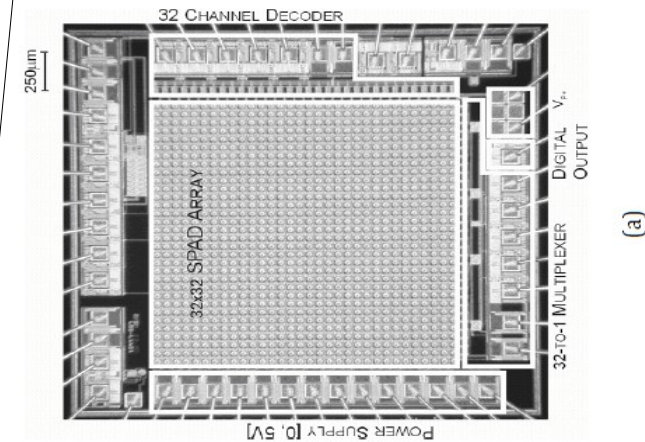 32 CHANNEL DECODER
250μm
32x32 SPAD ARRAY
DIGITAL
OUTPUT
32-TO-1 MULTIPLEXER
POWER SUPPLY [0, 5V]
(a)